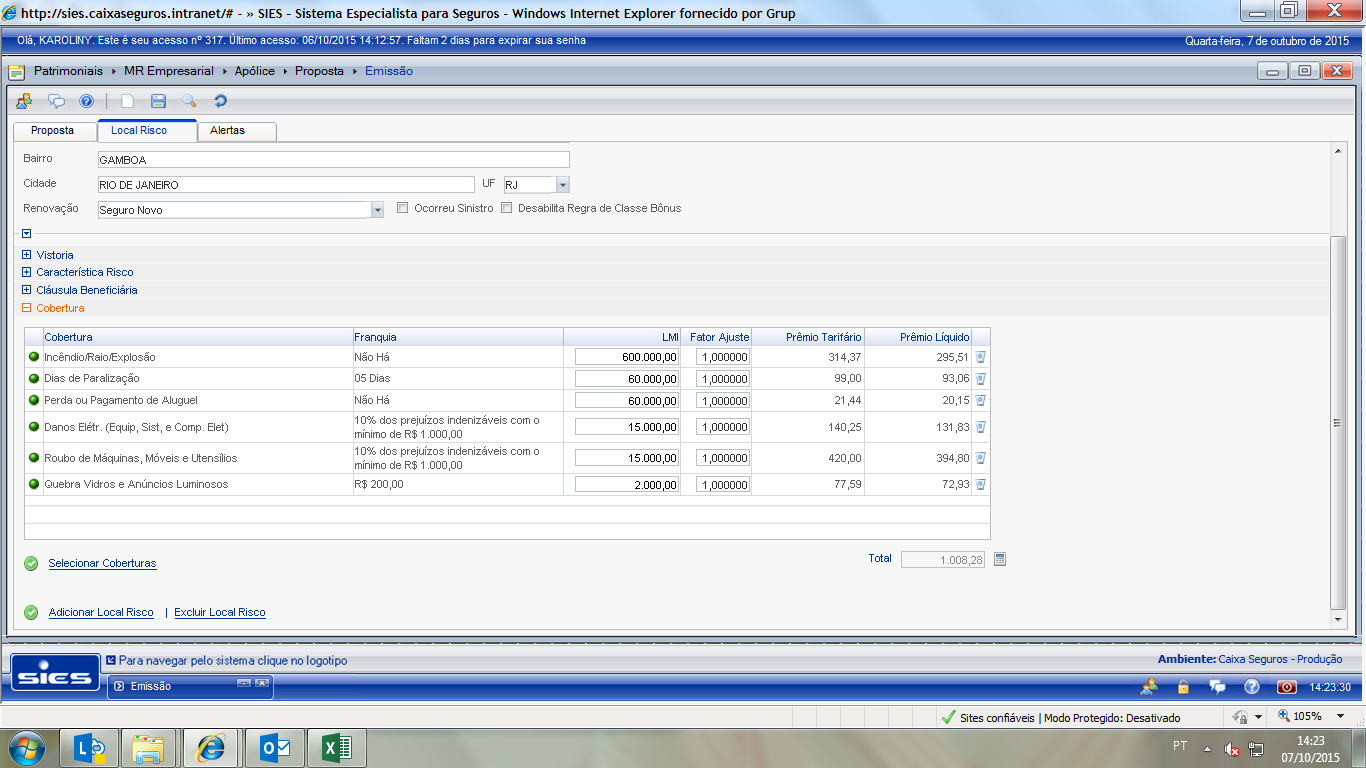 http://sies.caixaseguros.intranet/# - » SIES - Sistema Especialista para Seguros - Windows Internet Explorer fornecido por Grup
Olá, KAROLINY. Este é seu acesso nº 317. Último acesso: 06/10/2015 14:12:57. Faltam 2 dias para expirar sua senha
Quarta-feira, 7 de outubro de 2015
Patrimoniais MR Empresarial Apólice Proposta Emissão
Proposta Local Risco Alertas
Bairro GAMBOA
Cidade RIO DE JANEIRO UF RJ
Renovação Seguro Novo Ocorreu Sinistro Desabilita Regra de Classe Bônus
Vistoria
Característica Risco
Cláusula Beneficiária
Cobertura
Cobertura Franquia LMI Fator Ajuste Prêmio Tarifário Prêmio Líquido
Incêndio/Raio/Explosão Não Há 600.000,00 1,000000 314,37 295,51
Dias de Paralização 05 Dias 60.000,00 1,000000 99,00 93,06
Perda ou Pagamento de Aluguel Não Há 60.000,00 1,000000 21,44 20,15
Danos Elétr. (Equip, Sist, e Comp. Elet) 10% dos prejuízos indenizáveis com o
mínimo de R$ 1.000,00 15.000,00 1,000000 140,25 131,83
Roubo de Máquinas, Móveis e Utensílios 10% dos prejuízos indenizáveis com o
mínimo de R$ 1.000,00 15.000,00 1,000000 420,00 394,80
Quebra Vidros e Anúncios Luminosos R$ 200,00 2.000,00 1,000000 77,59 72,93
Selecionar Coberturas Total 1.008,28
Adicionar Local Risco | Excluir Local Risco
SIES Para navegar pelo sistema clique no logotipo
Ambiente: Caixa Seguros - Produção
Emissão
14:23:30
Sites confiáveis | Modo Protegido: Desativado 105%
PT 14:23
07/10/2015